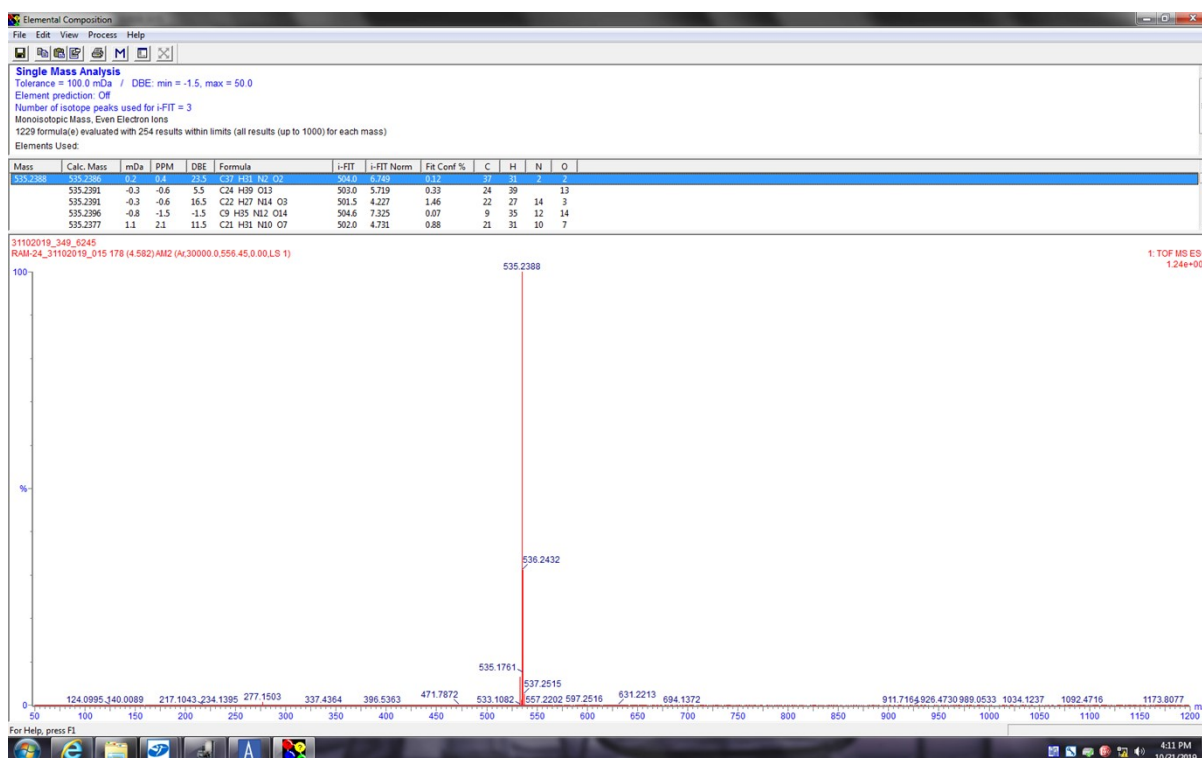 Elemental Composition
File Edit View Process Help
Single Mass Analysis
Tolerance = 100.0 mDa / DBE: min = -1.5, max = 50.0
Element prediction: Off
Number of isotope peaks used for i-FIT = 3
Monoisotopic Mass, Even Electron Ions
1229 formula(e) evaluated with 254 results within limits (all results (up to 1000) for each mass)
Elements Used:
Mass Calc. Mass mDa PPM DBE Formula i-FIT i-FIT Norm Fit Conf % C H N O
535.2388 535.2386 0.2 0.4 23.5 C37 H31 N2 O2 504.0 6.749 0.12 37 31 2 2
535.2391 -0.3 -0.6 5.5 C24 H39 O13 503.0 5.719 0.33 24 39 13
535.2391 -0.3 -0.6 16.5 C22 H27 N14 O3 501.5 4.227 1.46 22 27 14 3
535.2396 -0.8 -1.5 -1.5 C9 H35 N12 O14 504.6 7.325 0.07 9 35 12 14
535.2377 1.1 2.1 11.5 C21 H31 N10 O7 502.0 4.731 0.88 21 31 10 7
31102019_349_6245
RAM-24_31102019_015 178 (4.582) AM2 (Ar,30000.0,556.45,0.00,LS 1)
1: TOF MS ES
1.24e+00
100
535.2388
%
536.2432
535.1761
537.2515
124.0995 140.0089 217.1043 234.1395 277.1503 337.4364 396.5363 471.7872 533.1082 557.2202 597.2516 631.2213 694.1372 911.7164 926.4730 989.0533 1034.1237 1092.4716 1173.8077
0
50 100 150 200 250 300 350 400 450 500 550 600 650 700 750 800 850 900 950 1000 1050 1100 1150 1200
m
For Help, press F1
4:11 PM